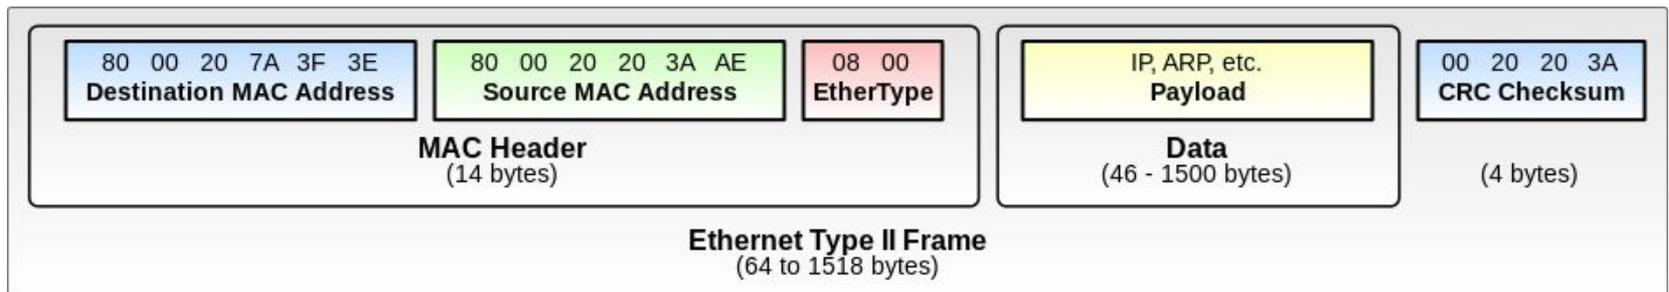 80 00 20 7A 3F 3E
Destination MAC Address
80 00 20 20 3A AE
Source MAC Address
08 00
EtherType
MAC Header
(14 bytes)
IP, ARP, etc.
Payload
Data
(46 - 1500 bytes)
00 20 20 3A
CRC Checksum
(4 bytes)
Ethernet Type II Frame
(64 to 1518 bytes)